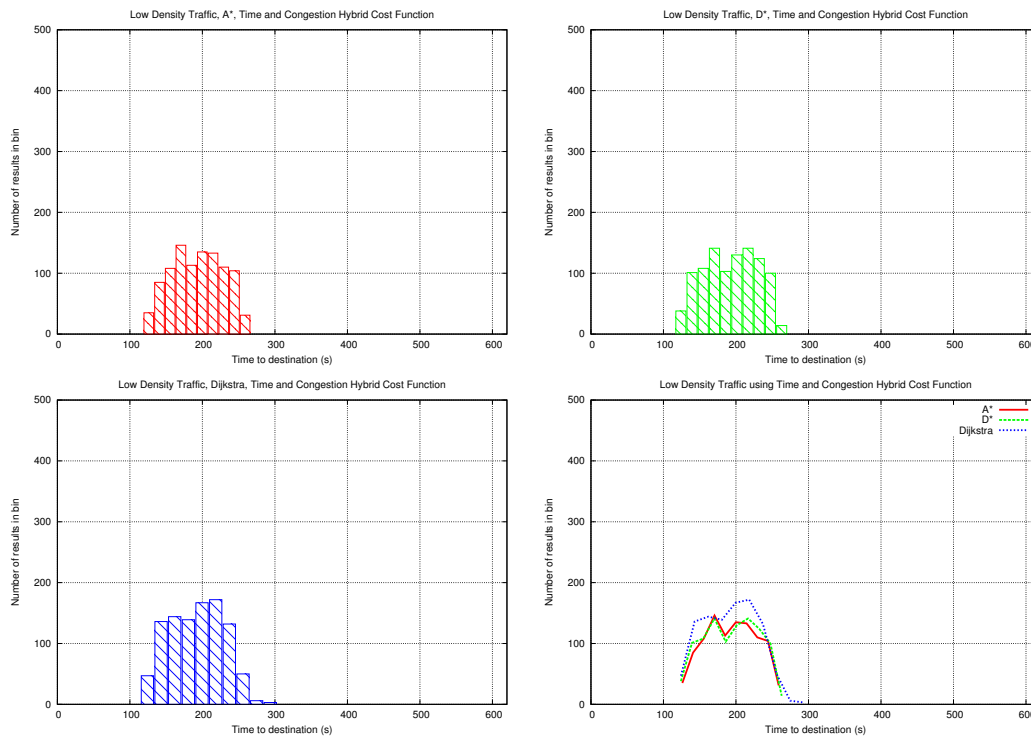 Low Density Traffic, A*, Time and Congestion Hybrid Cost Function
500
400
300
200
100
0
Number of results in bin
0 100 200 300 400 500 600
Time to destination (s)
Low Density Traffic, D*, Time and Congestion Hybrid Cost Function
500
400
300
200
100
0
Number of results in bin
0 100 200 300 400 500 600
Time to destination (s)
Low Density Traffic, Dijkstra, Time and Congestion Hybrid Cost Function
500
400
300
200
100
0
Number of results in bin
0 100 200 300 400 500 600
Time to destination (s)
Low Density Traffic using Time and Congestion Hybrid Cost Function
A*
D*
Dijkstra
500
400
300
200
100
0
Number of results in bin
0 100 200 300 400 500 600
Time to destination (s)